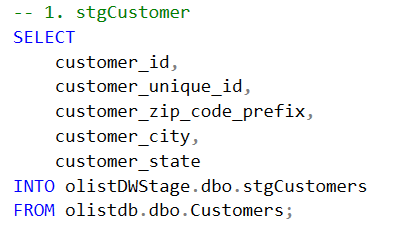 -- 1. stgCustomer
SELECT
    customer_id,
    customer_unique_id,
    customer_zip_code_prefix,
    customer_city,
    customer_state
INTO olistDWStage.dbo.stgCustomers
FROM olistdb.dbo.Customers;